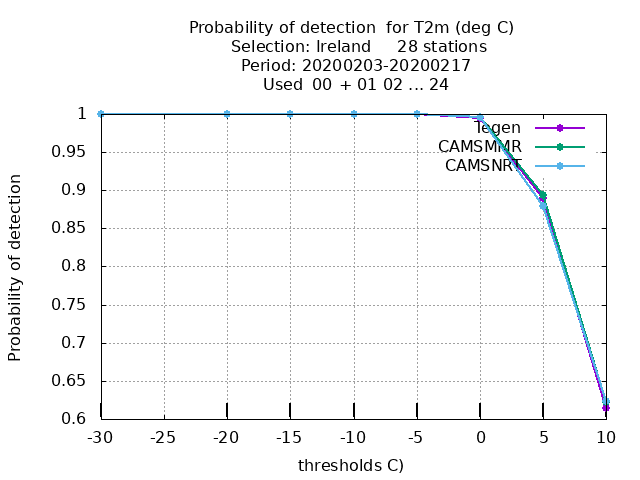 Probability of detection  for T2m (deg C)
Selection: Ireland     28 stations
Period: 20200203-20200217
Used  00 + 01 02 ... 24
Probability of detection
1
0.95
0.9
0.85
0.8
0.75
0.7
0.65
0.6
Tegen
CAMSMMR
CAMSNRT
-30 -25 -20 -15 -10 -5 0 5 10
thresholds C)